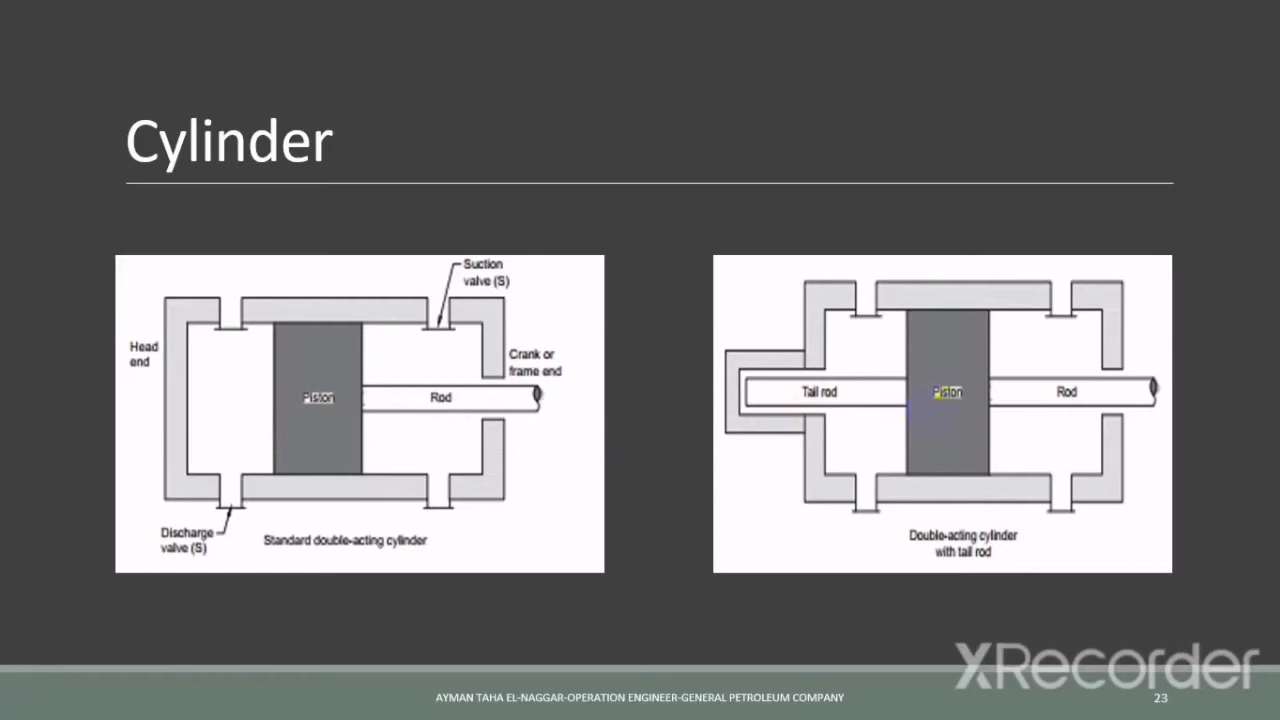 Cylinder
Suction
valve (S)
Head
end
Crank or
frame end
Piston
Rod
Discharge
valve (S)
Standard double-acting cylinder
Tail rod
Piston
Rod
Double-acting cylinder
with tail rod
XRecorder
AYMAN TAHA EL-NAGGAR-OPERATION ENGINEER-GENERAL PETROLEUM COMPANY
23